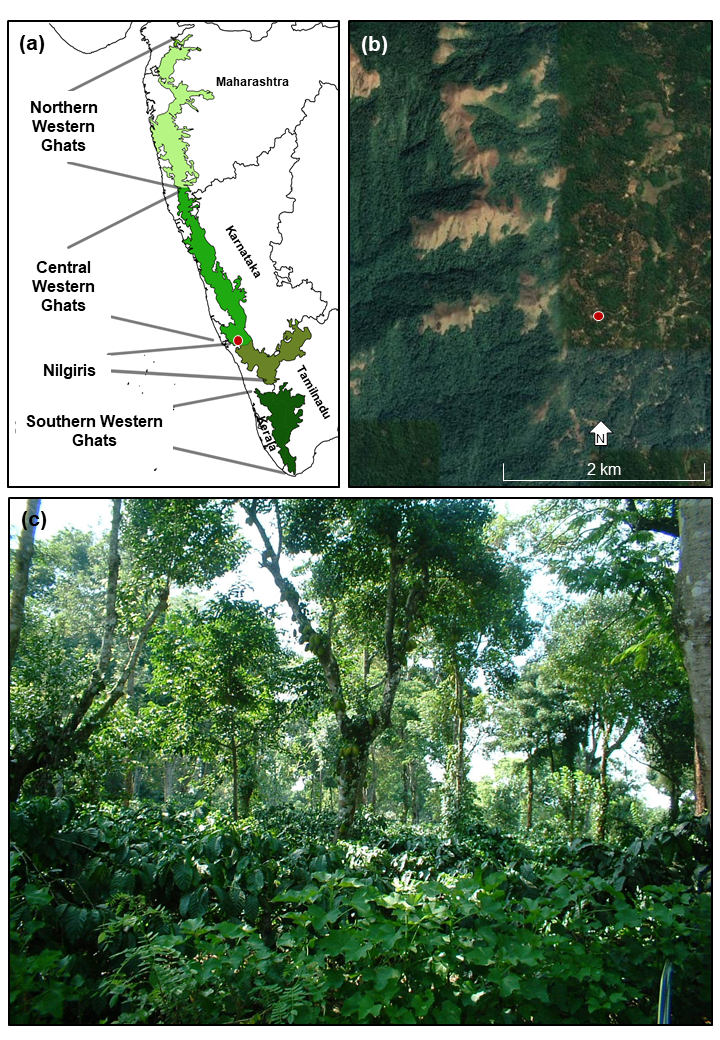 (a)
Maharashtra
Northern
Western
Ghats
Karnataka
Central
Western
Ghats
Nilgiris
Tamilnadu
Southern Western
Ghats
Kerala
(b)
N
2 km
(c)